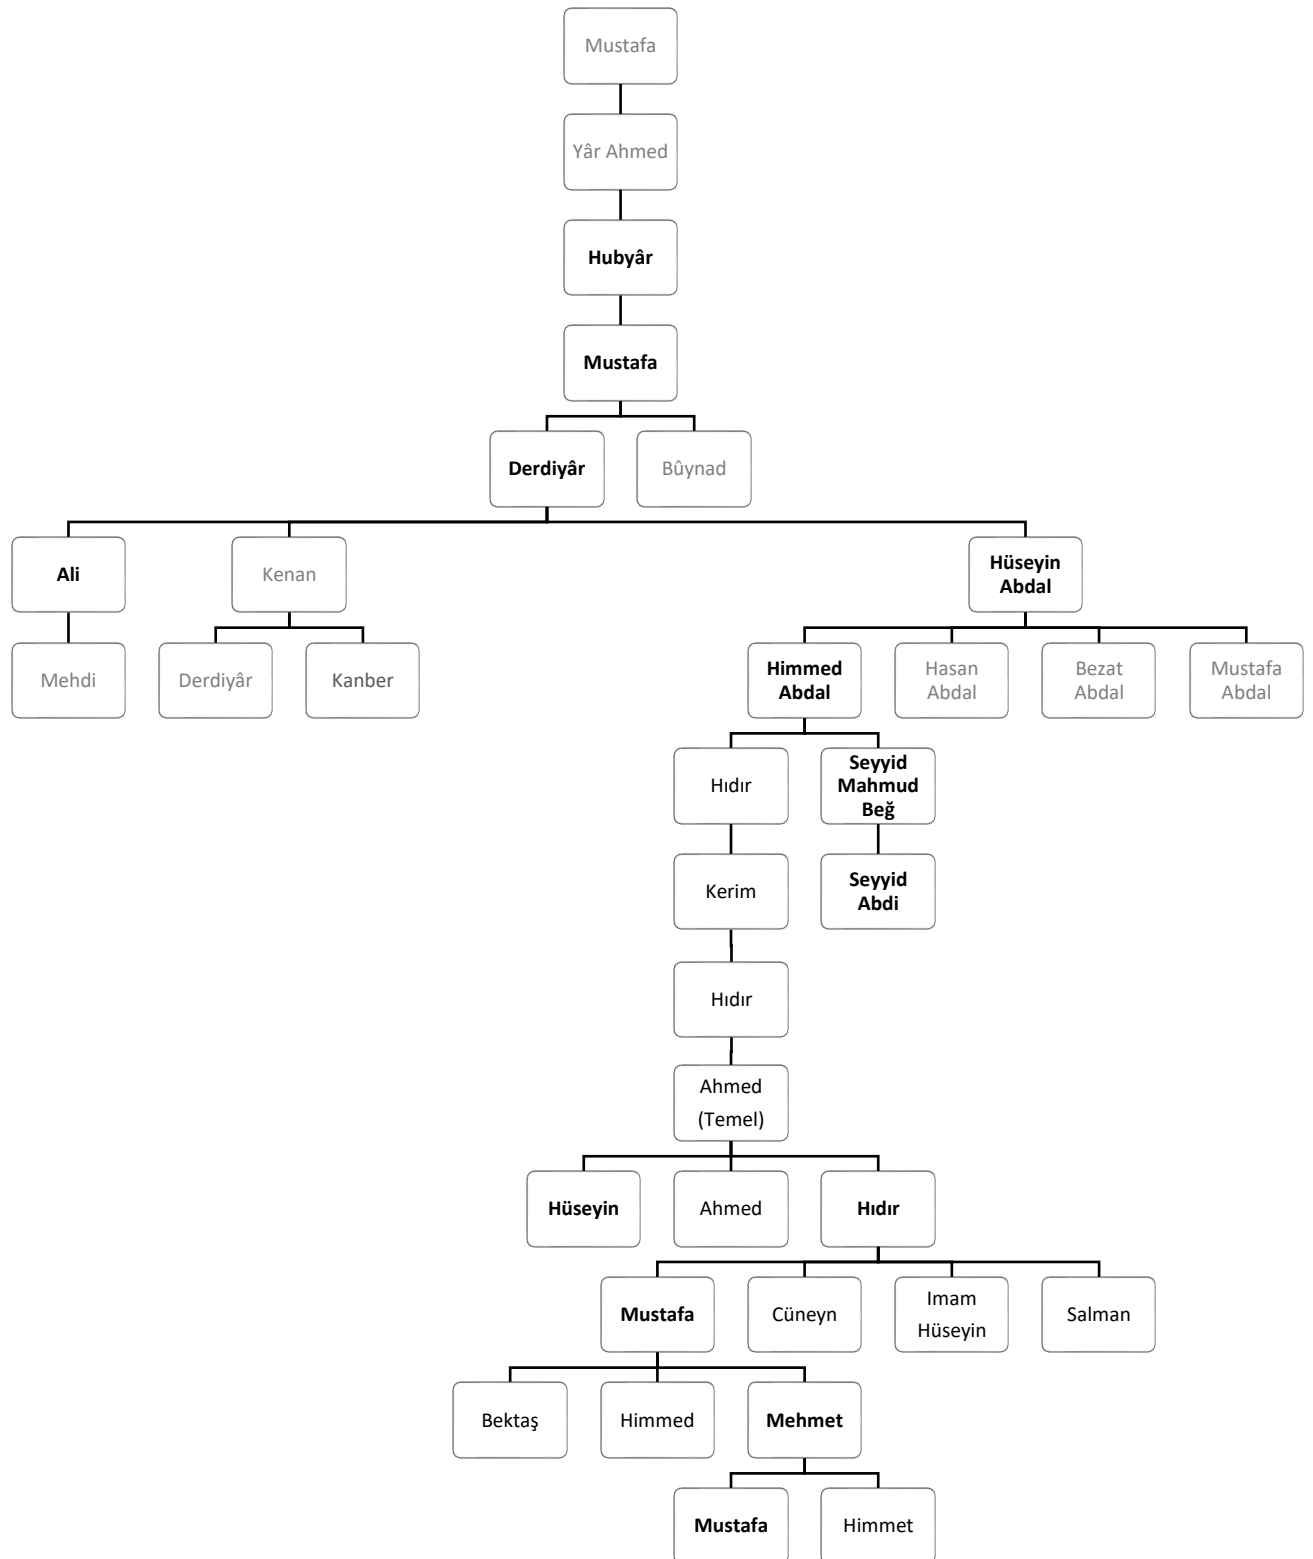 Mustafa
Yâr Ahmed
Hubyâr
Mustafa
Derdiyâr
Bûynad
Ali
Kenan
Hüseyin
Abdal
Mehdi
Derdiyâr
Kanber
Himmed
Abdal
Hasan
Abdal
Bezat
Abdal
Mustafa
Abdal
Hıdır
Seyyid
Mahmud
Beğ
Kerim
Seyyid
Abdi
Hıdır
Ahmed
(Temel)
Hüseyin
Ahmed
Hıdır
Mustafa
Cüneyn
Imam
Hüseyin
Salman
Bektaş
Himmed
Mehmet
Mustafa
Himmet